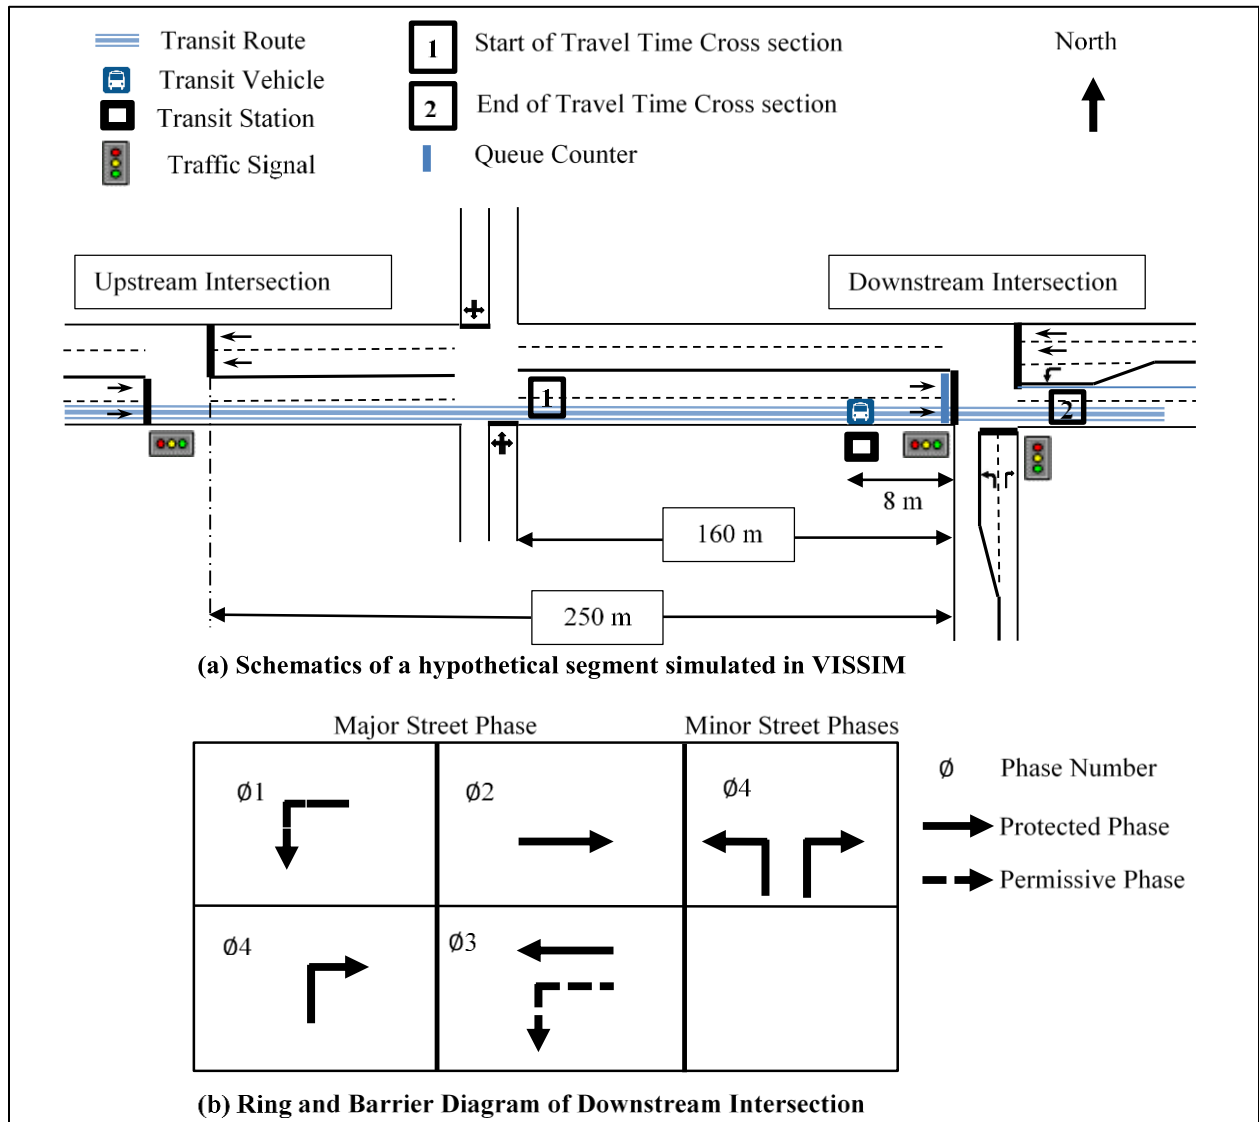 Transit Route
Transit Vehicle
Transit Station
Traffic Signal
1 Start of Travel Time Cross section
2 End of Travel Time Cross section
Queue Counter
North
Upstream Intersection
Downstream Intersection
1
2
8 m
160 m
250 m
(a) Schematics of a hypothetical segment simulated in VISSIM
Major Street Phase
Minor Street Phases
Ø1
Ø2
Ø4
Ø4
Ø3
Ø Phase Number
Protected Phase
Permissive Phase
(b) Ring and Barrier Diagram of Downstream Intersection